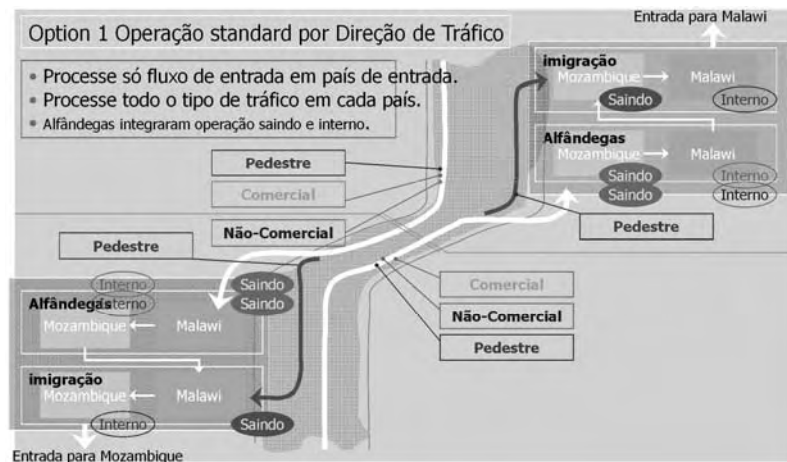 Entrada para Malawi
Option 1 Operação standard por Direção de Tráfico
• Processe só fluxo de entrada em país de entrada.
• Processe todo o tipo de tráfico em cada país.
• Alfândegas integraram operação saindo e interno.
imigração
Mozambique Malawi
Saindo Interno
Alfândegas
Mozambique Malawi
Saindo Interno
Saindo Interno
Pedestre
Pedestre
Comercial
Não-Comercial
Pedestre
Comercial
Não-Comercial
Pedestre
Interno Saindo
Interno Saindo
Alfândegas
Mozambique Malawi
imigração
Mozambique Malawi
Interno Saindo
Entrada para Mozambique